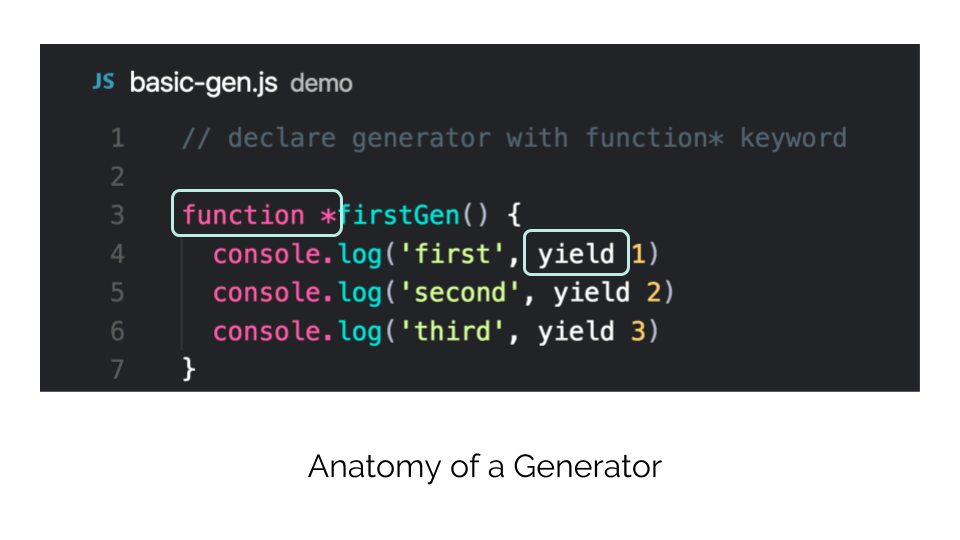 JS basic-gen.js demo
1 // declare generator with function* keyword
2
3 function *firstGen() {
4 console.log('first', yield 1)
5 console.log('second', yield 2)
6 console.log('third', yield 3)
7 }
Anatomy of a Generator